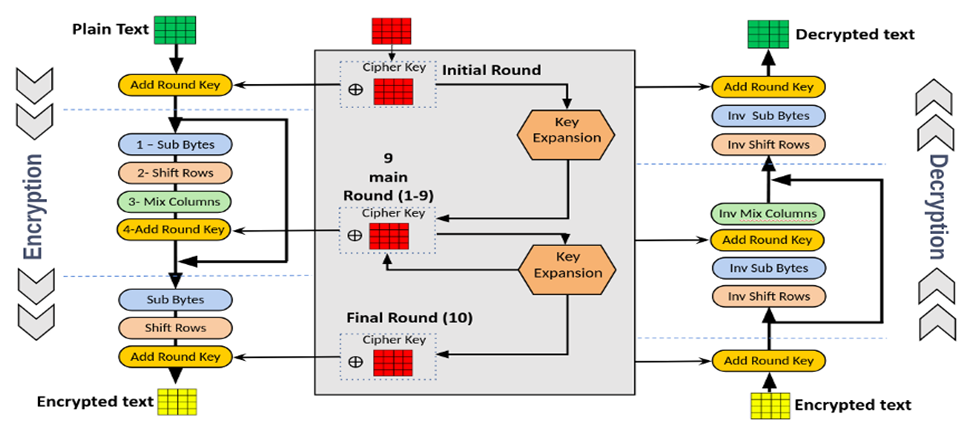 Plain Text
Add Round Key
Encryption
1 – Sub Bytes
2- Shift Rows
3- Mix Columns
4-Add Round Key
Sub Bytes
Shift Rows
Add Round Key
Encrypted text
Cipher Key
⊕
Initial Round
Key
Expansion
9
main
Round (1-9)
Cipher Key
⊕
Key
Expansion
Final Round (10)
Cipher Key
⊕
Decrypted text
Add Round Key
Inv Sub Bytes
Inv Shift Rows
Decryption
Inv Mix Columns
Add Round Key
Inv Sub Bytes
Inv Shift Rows
Add Round Key
Encrypted text